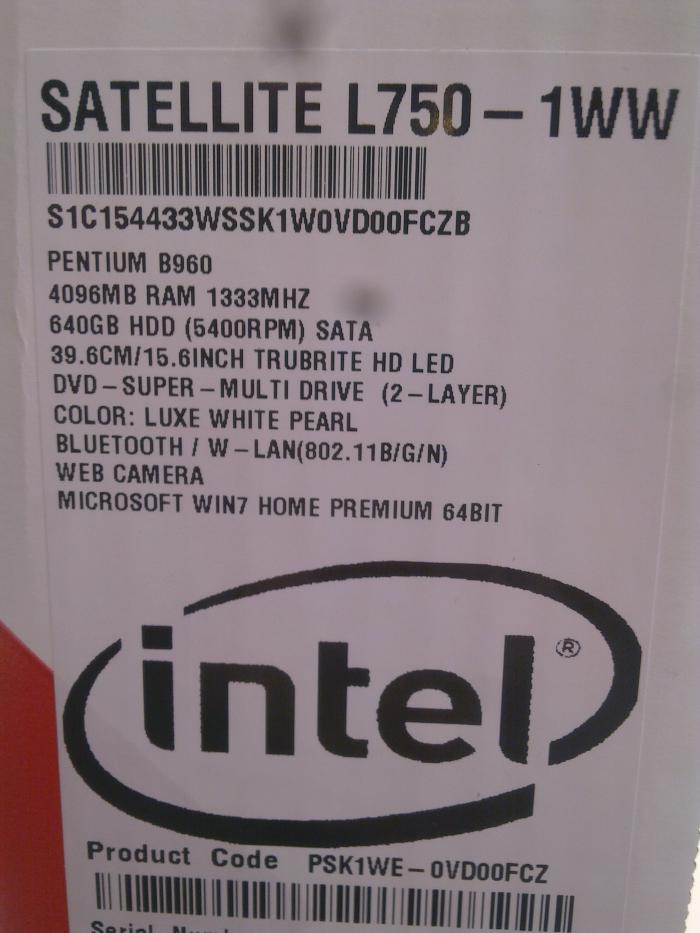 SATELLITE L750-1WW
S1C154433WSSK1W0VD00FCZB
PENTIUM B960
4096MB RAM 1333MHZ
640GB HDD (5400RPM) SATA
39.6CM/15.6INCH TRUBRITE HD LED
DVD-SUPER-MULTI DRIVE (2-LAYER)
COLOR: LUXE WHITE PEARL
BLUETOOTH / W-LAN(802.11B/G/N)
WEB CAMERA
MICROSOFT WIN7 HOME PREMIUM 64BIT
intel®
Product Code PSK1WE-0VD00FCZ
Serial